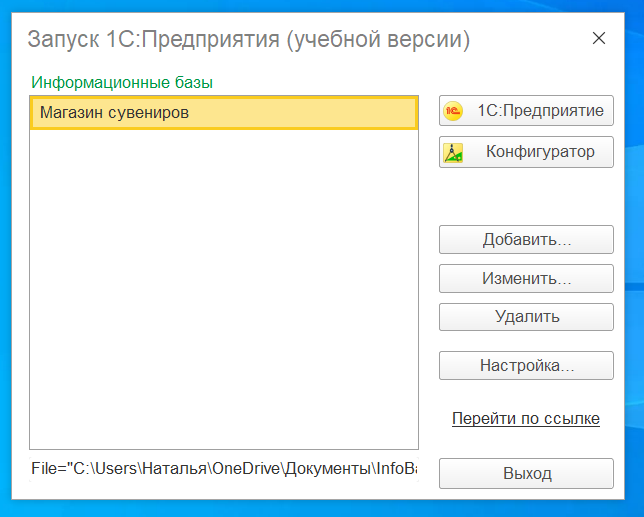 Запуск 1С:Предприятия (учебной версии)
Информационные базы
Магазин сувениров
1С:Предприятие
Конфигуратор
Добавить...
Изменить...
Удалить
Настройка...
Перейти по ссылке
File="C:\Users\Наталья\OneDrive\Документы\InfoBa
Выход